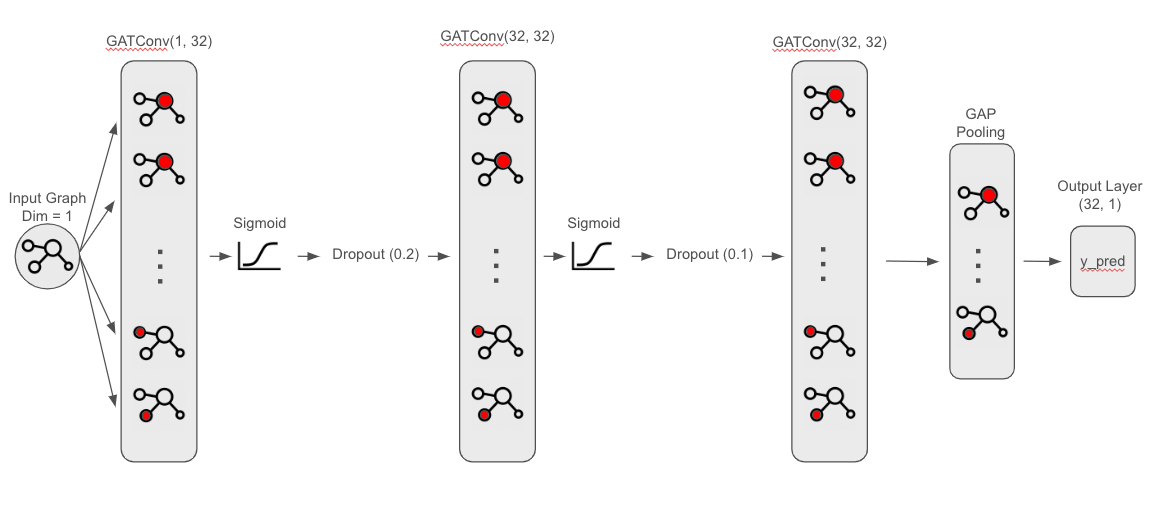 GATConv(1, 32)
GATConv(32, 32)
GATConv(32, 32)
GAP
Pooling
Output Layer
(32, 1)
Input Graph
Dim = 1
Sigmoid
Dropout (0.2)
Sigmoid
Dropout (0.1)
y_pred